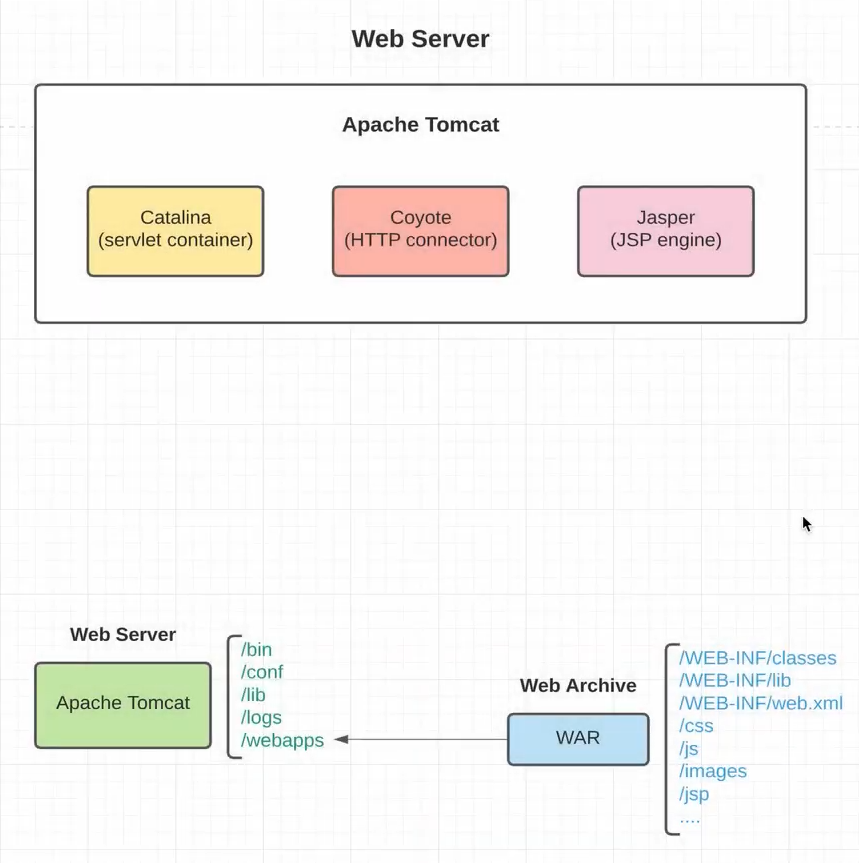 Web Server
Apache Tomcat
Catalina
(servlet container)
Coyote
(HTTP connector)
Jasper
(JSP engine)
Web Server
Apache Tomcat
/bin
/conf
/lib
/logs
/webapps
Web Archive
WAR
/WEB-INF/classes
/WEB-INF/lib
/WEB-INF/web.xml
/css
/js
/images
/jsp
....